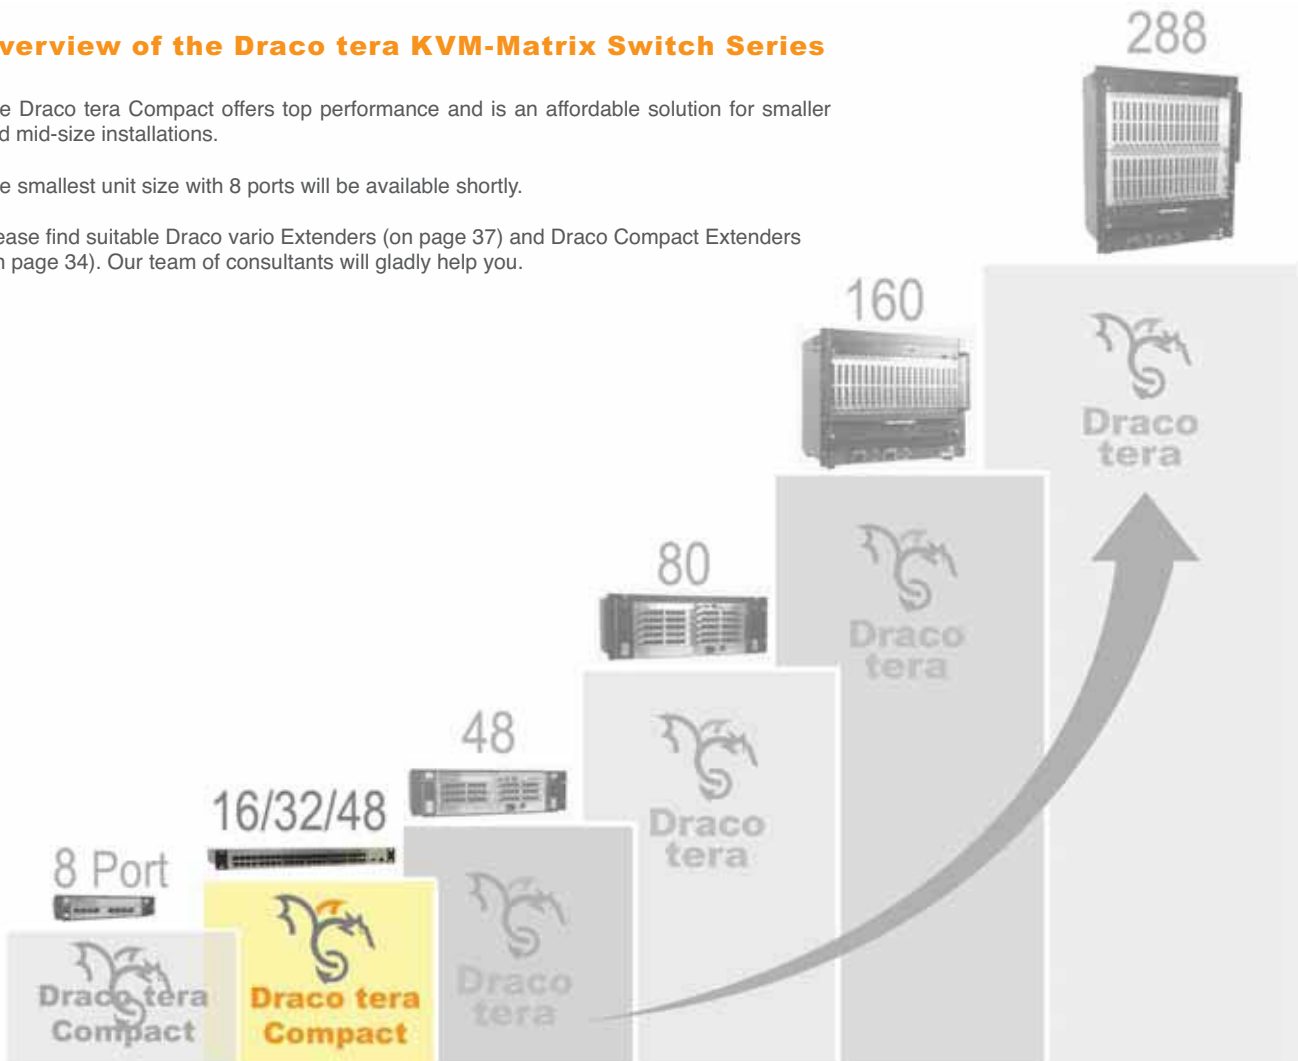 verview of the Draco tera KVM-Matrix Switch Series
e Draco tera Compact offers top performance and is an affordable solution for smaller
d mid-size installations.
e smallest unit size with 8 ports will be available shortly.
ease find suitable Draco vario Extenders (on page 37) and Draco Compact Extenders
n page 34). Our team of consultants will gladly help you.
288
160
80
48
16/32/48
8 Port
Draco
tera
Draco
tera
Draco
tera
Draco
tera
Draco tera
Compact
Draco tera
Compact